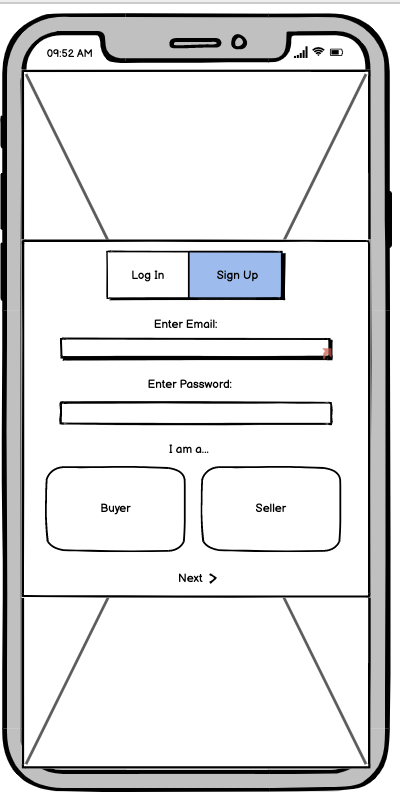 09:52 AM
Log In
Sign Up
Enter Email:
Enter Password:
I am a...
Buyer
Seller
Next >